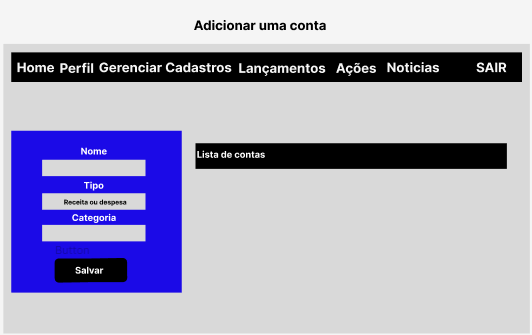 Adicionar uma conta
Home Perfil Gerenciar Cadastros Lançamentos Ações Noticias SAIR
Nome
Lista de contas
Tipo
Receita ou despesa
Categoria
Salvar